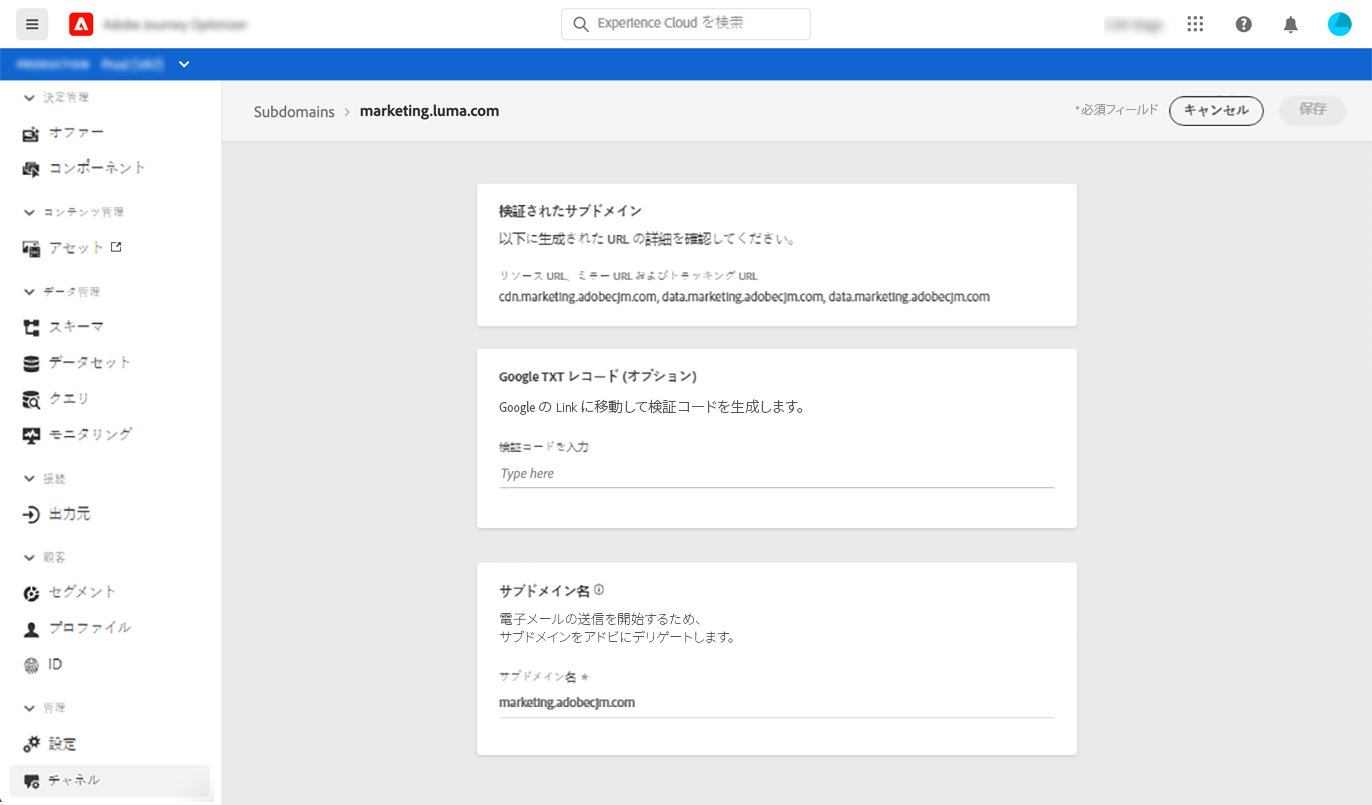 Experience Cloud を検索
決定管理
オファー
コンポーネント
コンテンツ管理
アセット
データ管理
スキーマ
データセット
クエリ
モニタリング
接続
出力元
顧客
セグメント
プロファイル
ID
管理
設定
チャネル
Subdomains > marketing.luma.com
*必須フィールド
キャンセル
保存
検証されたサブドメイン
以下に生成された URL の詳細を確認してください。
リソース URL、ミラー URL およびトラッキング URL
cdn.marketing.adobecjm.com, data.marketing.adobecjm.com, data.marketing.adobecjm.com
Google TXT レコード (オプション)
Google の Link に移動して検証コードを生成します。
検証コードを入力
Type here
サブドメイン名
電子メールの送信を開始するため、
サブドメインをアドビにデリゲートします。
サブドメイン名 *
marketing.adobecjm.com